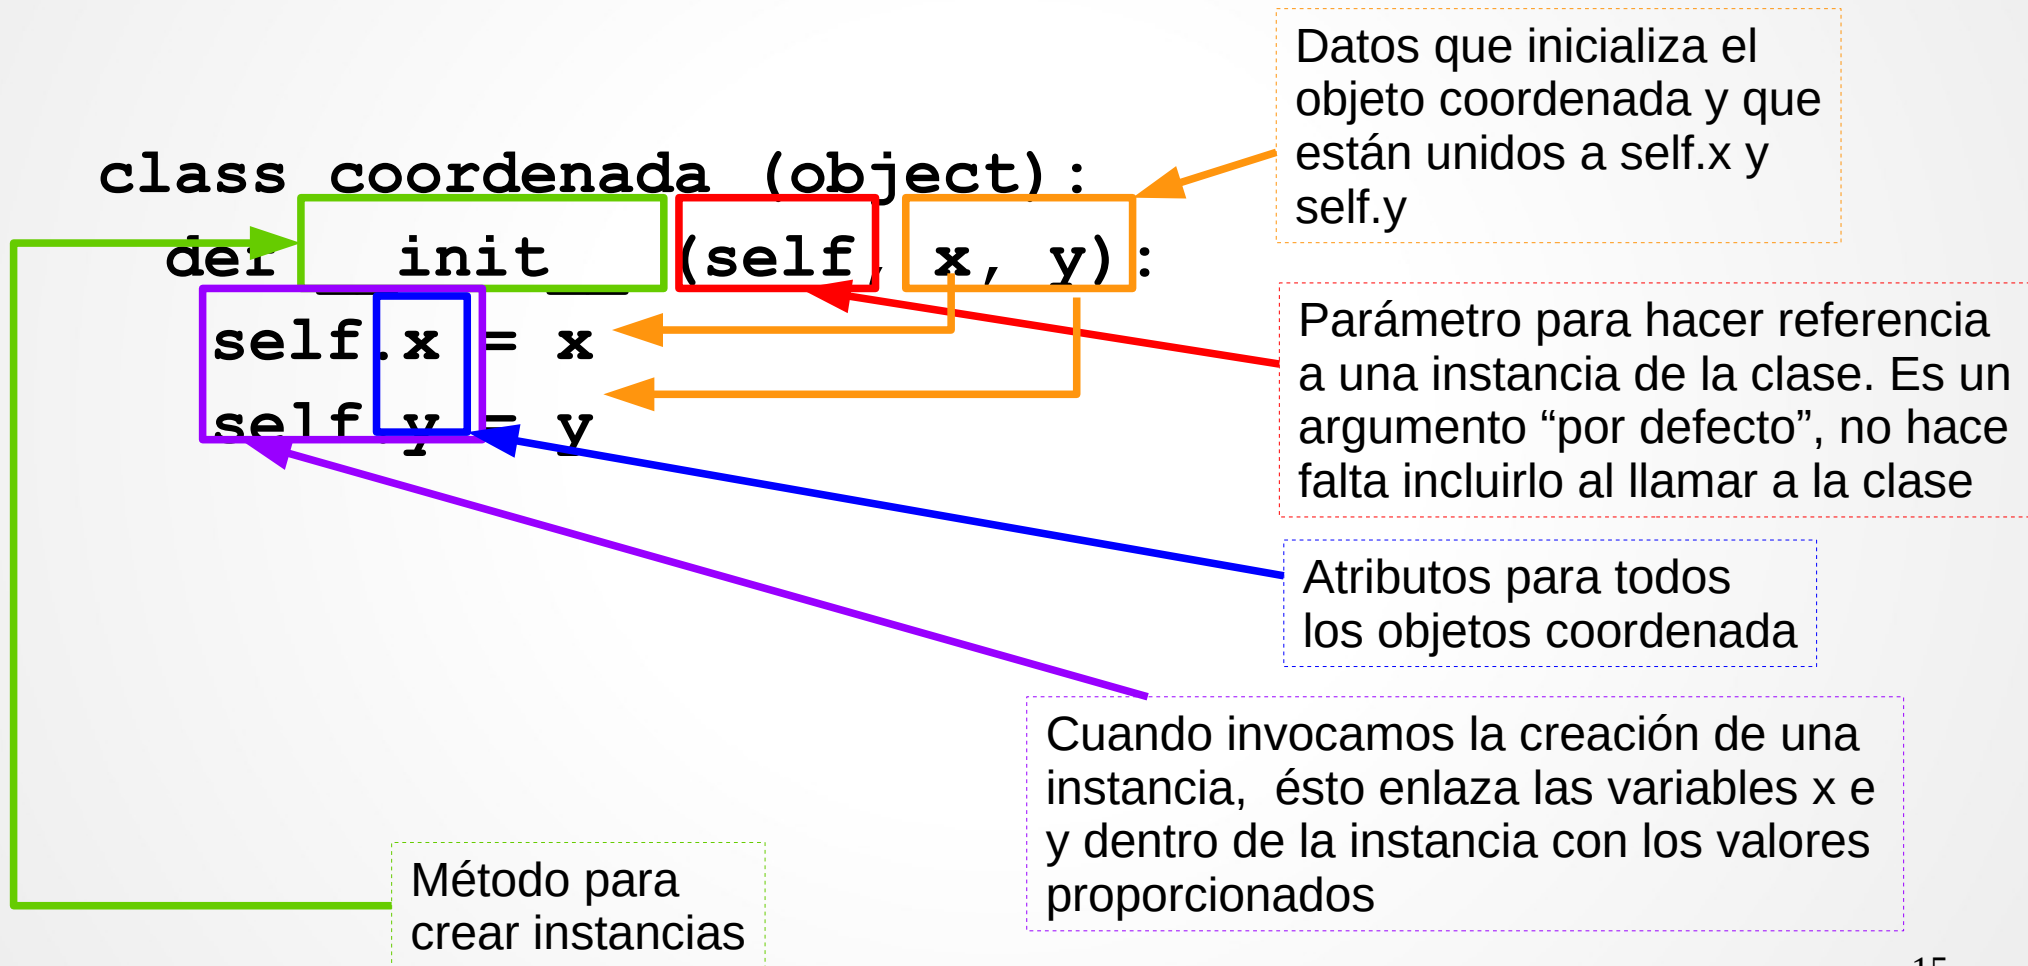 class coordenada (object):
def __init__ (self, x, y):
self.x = x
self.y = y
Datos que inicializa el
objeto coordenada y que
están unidos a self.x y
self.y
Parámetro para hacer referencia
a una instancia de la clase. Es un
argumento “por defecto”, no hace
falta incluirlo al llamar a la clase
Atributos para todos
los objetos coordenada
Cuando invocamos la creación de una
instancia,  ésto enlaza las variables x e
y dentro de la instancia con los valores
proporcionados
Método para
crear instancias
15